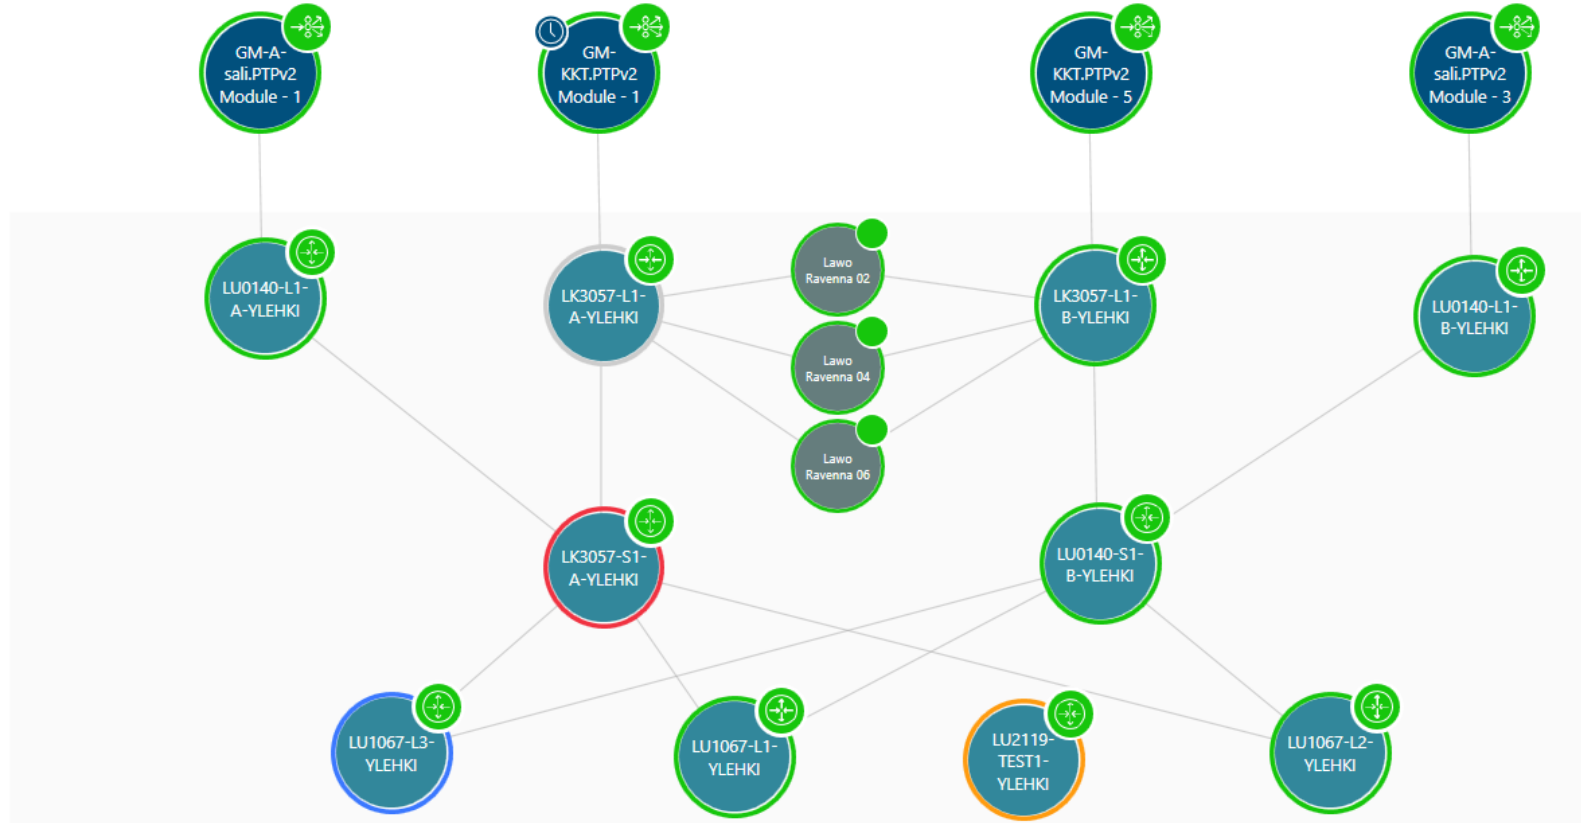 GM-A-
sali.PTPv2
Module - 1
GM-
KKT.PTPv2
Module - 1
GM-
KKT.PTPv2
Module - 5
GM-A-
sali.PTPv2
Module - 3
LU0140-L1-
A-YLEHKI
LK3057-L1-
A-YLEHKI
Lawo
Ravenna 02
Lawo
Ravenna 04
Lawo
Ravenna 06
LK3057-L1-
B-YLEHKI
LU0140-L1-
B-YLEHKI
LK3057-S1-
A-YLEHKI
LU0140-S1-
B-YLEHKI
LU1067-L3-
YLEHKI
LU1067-L1-
YLEHKI
LU2119-
TEST1-
YLEHKI
LU1067-L2-
YLEHKI